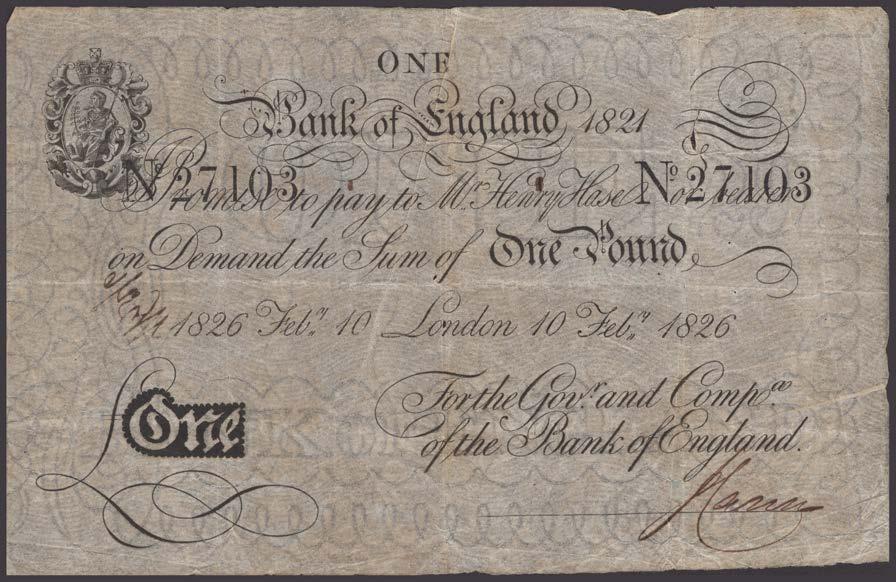 ONE
Bank of England 1821
No 27103 No 27103
I Promise to pay to Mr. Henry Hase or bearer
on Demand the Sum of One Pound
1826 Feby. 10 London 10 Feby. 1826
For the Govr. and Compa.
£ One
of the Bank of England.